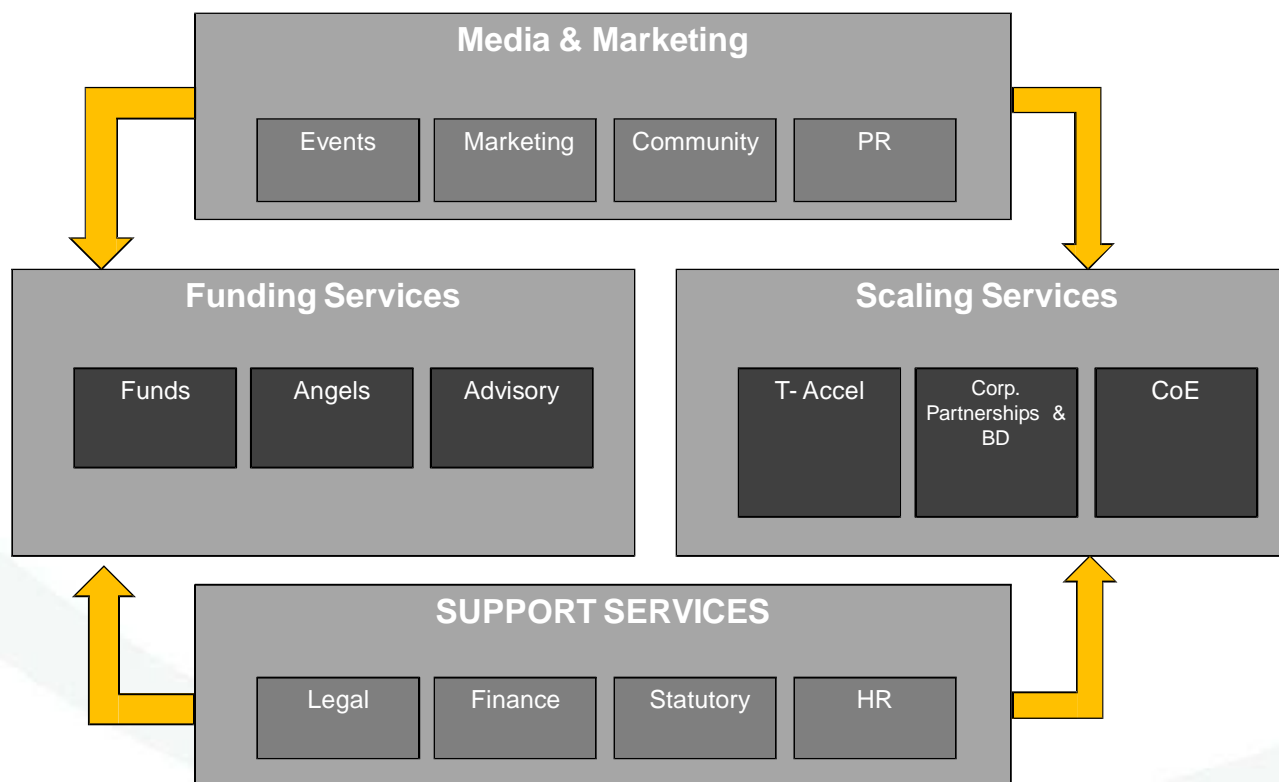 Media & Marketing
Events
Marketing
Community
PR
Funding Services
Funds
Angels
Advisory
Scaling Services
T- Accel
Corp.
Partnerships &
BD
CoE
SUPPORT SERVICES
Legal
Finance
Statutory
HR